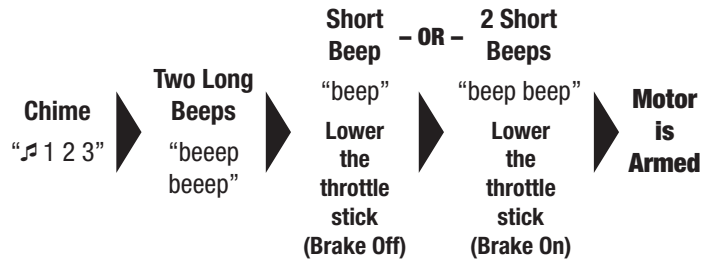 Chime
“♫ 1 2 3”
Two Long
Beeps
“beeep
beeep”
Short
Beep
“beep”
Lower
the
throttle
stick
(Brake Off)
– OR –
2 Short
Beeps
“beep beep”
Lower
the
throttle
stick
(Brake On)
Motor
is
Armed